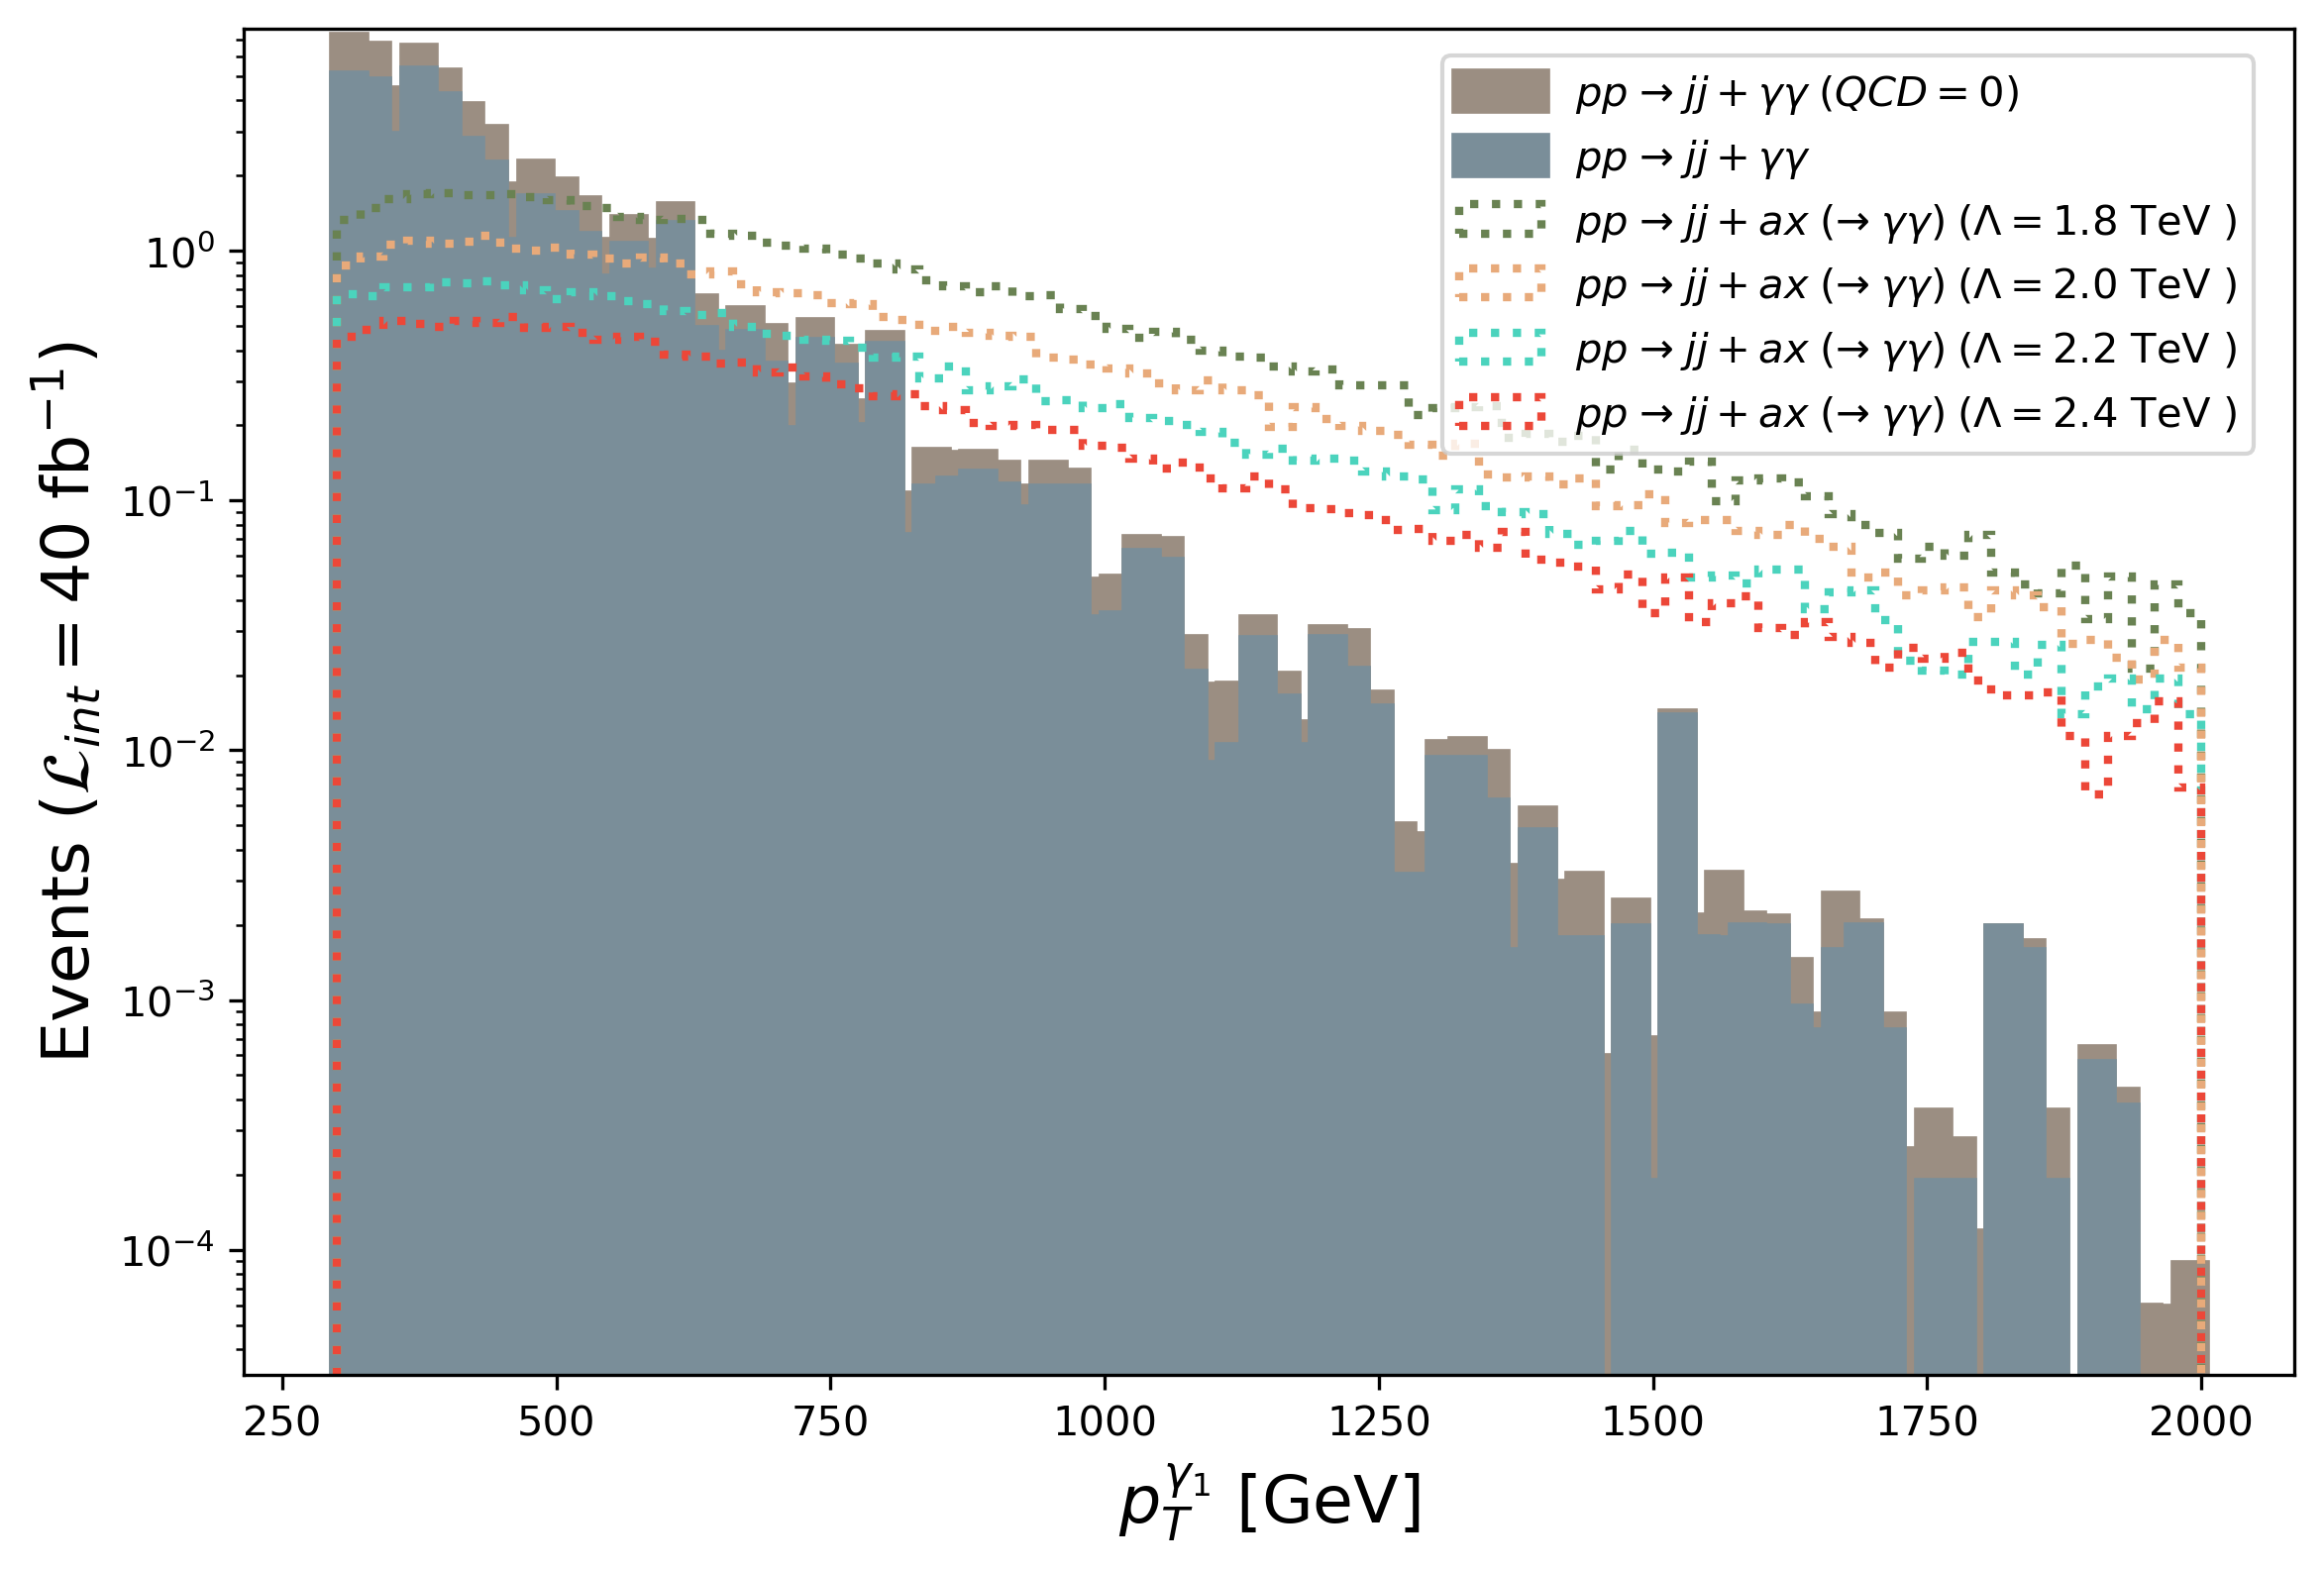 pp → jj + γγ (QCD = 0)
pp → jj + γγ
pp → jj + ax (→ γγ) (Λ = 1.8 TeV )
pp → jj + ax (→ γγ) (Λ = 2.0 TeV )
pp → jj + ax (→ γγ) (Λ = 2.2 TeV )
pp → jj + ax (→ γγ) (Λ = 2.4 TeV )
Events (ℒ_int = 40 fb⁻¹)
10⁰
10⁻¹
10⁻²
10⁻³
10⁻⁴
250 500 750 1000 1250 1500 1750 2000
p_T^{γ₁} [GeV]